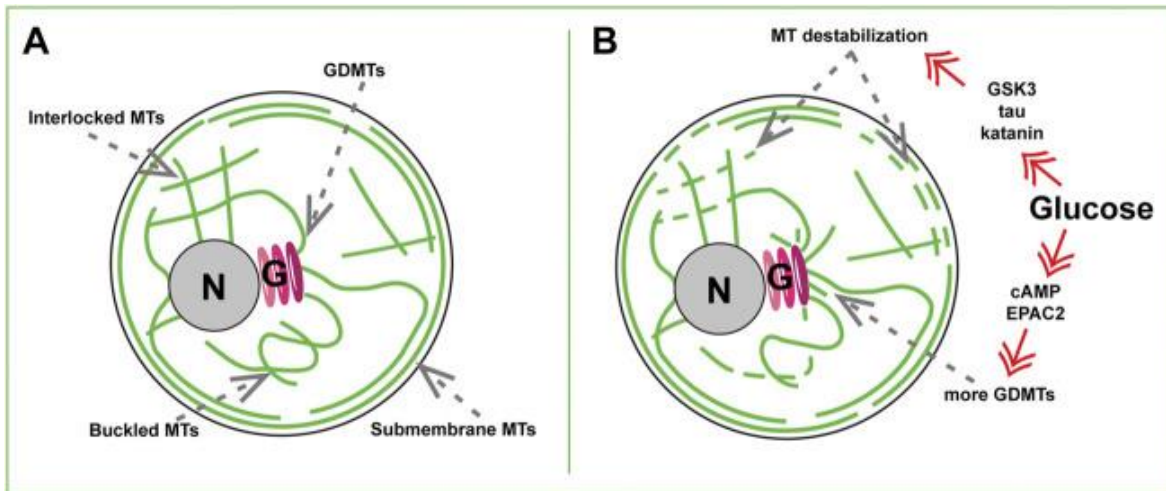 A
GDMTs
Interlocked MTs
N
G
Buckled MTs
Submembrane MTs
B
MT destabilization
GSK3
tau
katanin
Glucose
N
G
cAMP
EPAC2
more GDMTs